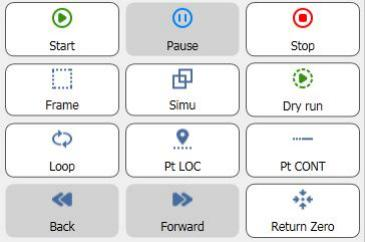 Start
Pause
Stop
Frame
Simu
Dry run
Loop
Pt LOC
Pt CONT
Back
Forward
Return Zero